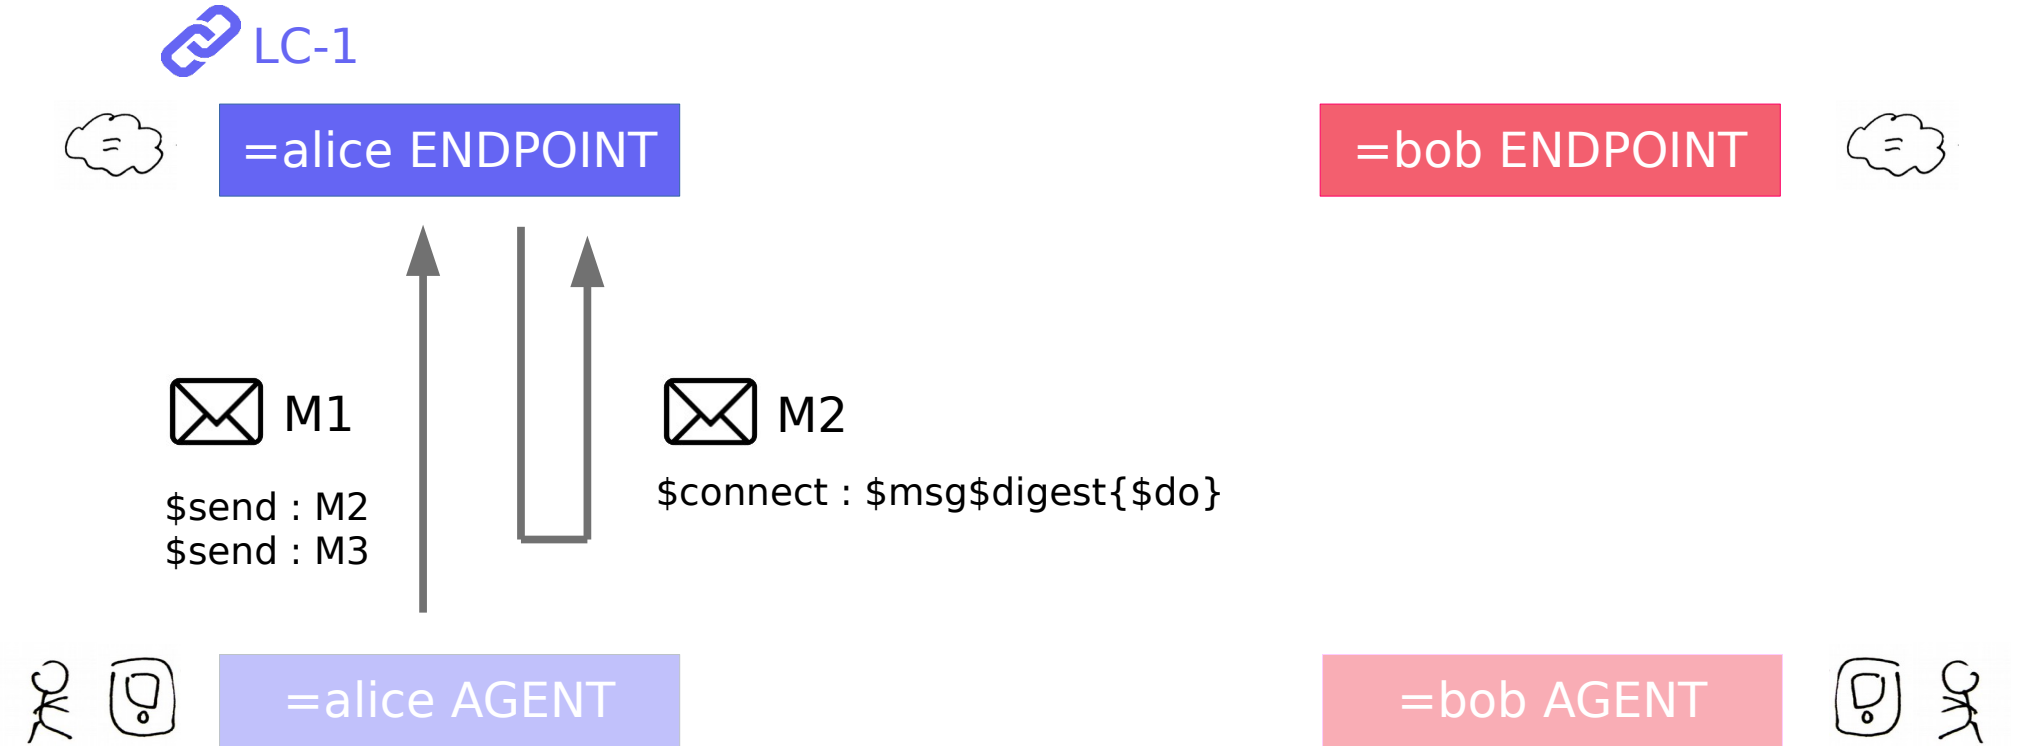 LC-1
=alice ENDPOINT
=bob ENDPOINT
M1
M2
$send : M2
$send : M3
$connect : $msg$digest{$do}
=alice AGENT
=bob AGENT